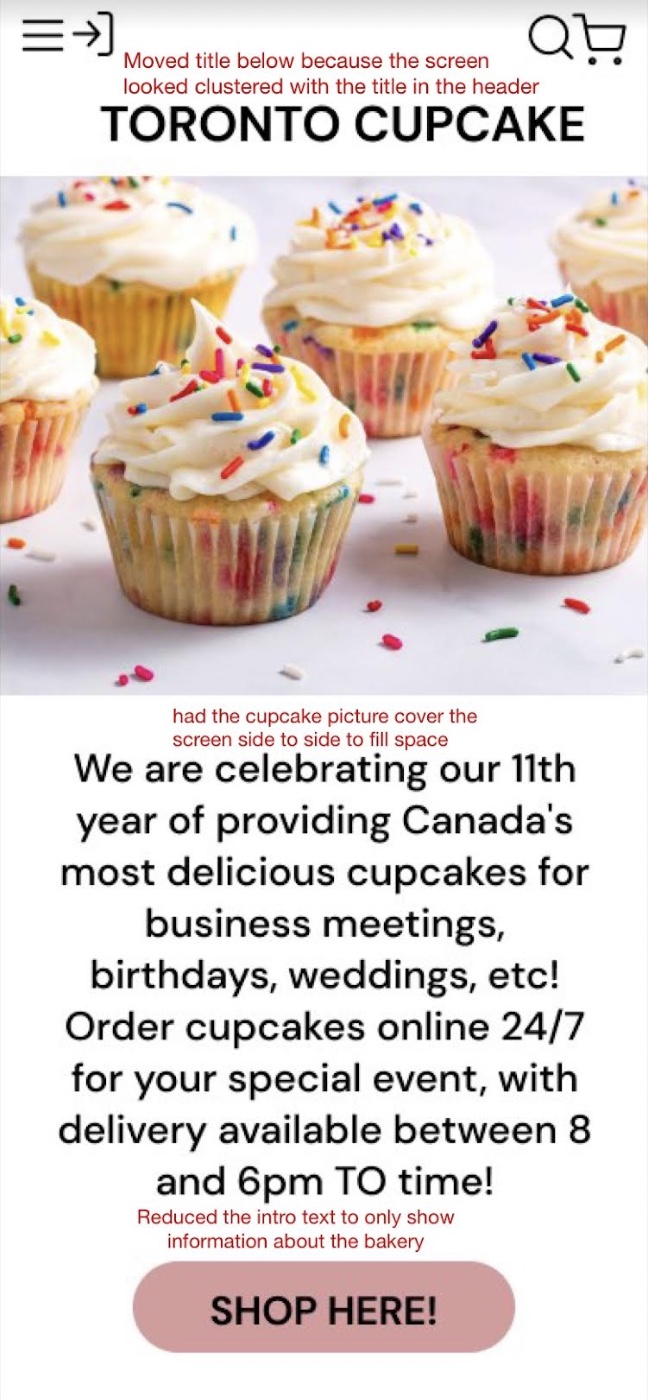 Moved title below because the screen
looked clustered with the title in the header
TORONTO CUPCAKE
had the cupcake picture cover the
screen side to side to fill space
We are celebrating our 11th
year of providing Canada's
most delicious cupcakes for
business meetings,
birthdays, weddings, etc!
Order cupcakes online 24/7
for your special event, with
delivery available between 8
and 6pm TO time!
Reduced the intro text to only show
information about the bakery
SHOP HERE!